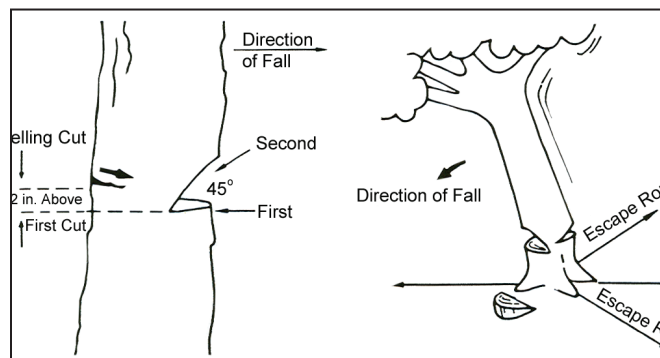 Direction
of Fall
elling Cut
Second
45°
2 in. Above
First
First Cut
Direction of Fall
Escape Ro
Escape R